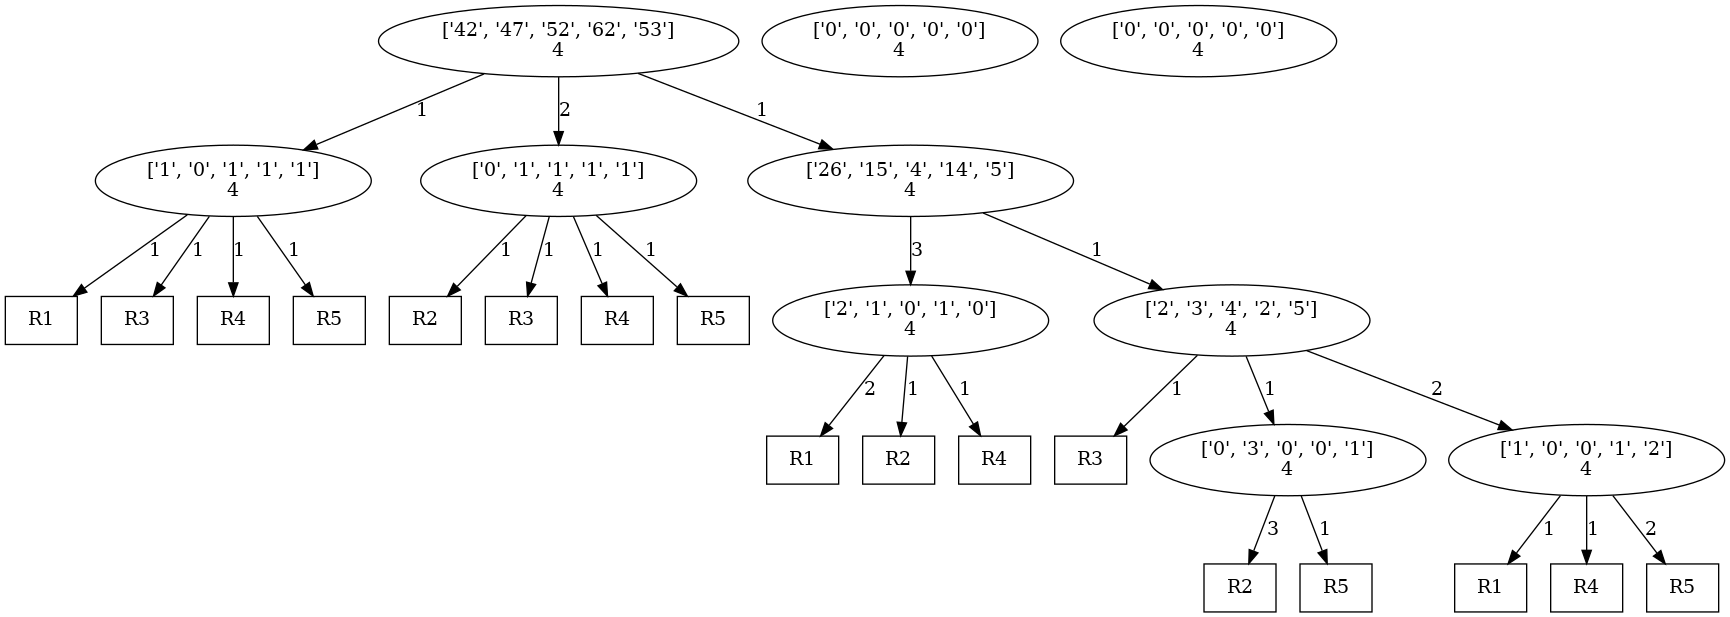 ['42', '47', '52', '62', '53']
4
['0', '0', '0', '0', '0']
4
['0', '0', '0', '0', '0']
4
1
2
1
['1', '0', '1', '1', '1']
4
['0', '1', '1', '1', '1']
4
['26', '15', '4', '14', '5']
4
1
1
1
1
1
1
1
1
3
1
R1
R3
R4
R5
R2
R3
R4
R5
['2', '1', '0', '1', '0']
4
['2', '3', '4', '2', '5']
4
2
1
1
1
1
2
R1
R2
R4
R3
['0', '3', '0', '0', '1']
4
['1', '0', '0', '1', '2']
4
3
1
1
1
2
R2
R5
R1
R4
R5